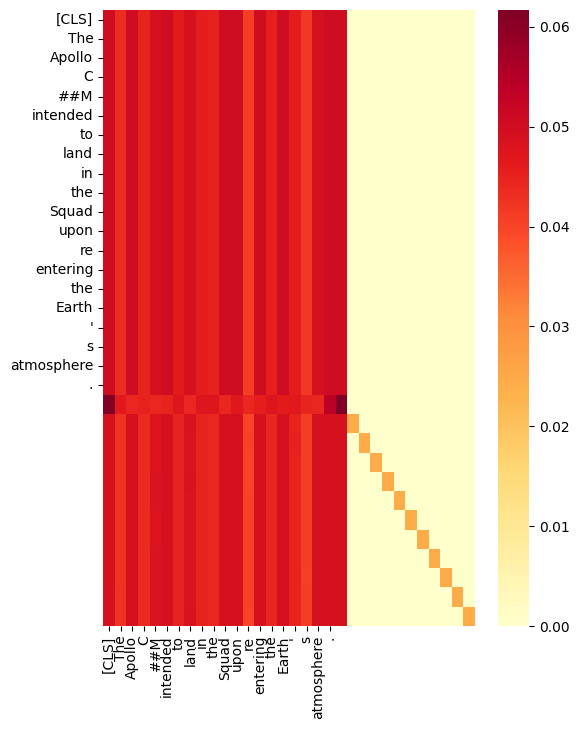 [CLS]
The
Apollo
C
##M
intended
to
land
in
the
Squad
upon
re
entering
the
Earth
'
s
atmosphere
.
0.06
0.05
0.04
0.03
0.02
0.01
0.00
[CLS]
The
Apollo
C
##M
intended
to
land
in
the
Squad
upon
re
entering
the
Earth
'
s
atmosphere
.